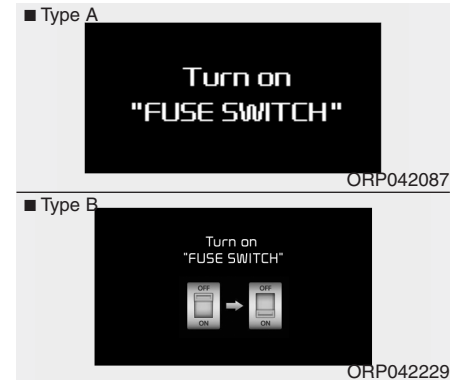 ■ Type A
Turn on
"FUSE SWITCH"
ORP042087
■ Type B
Turn on
"FUSE SWITCH"
OFF OFF
ON ON
ORP042229